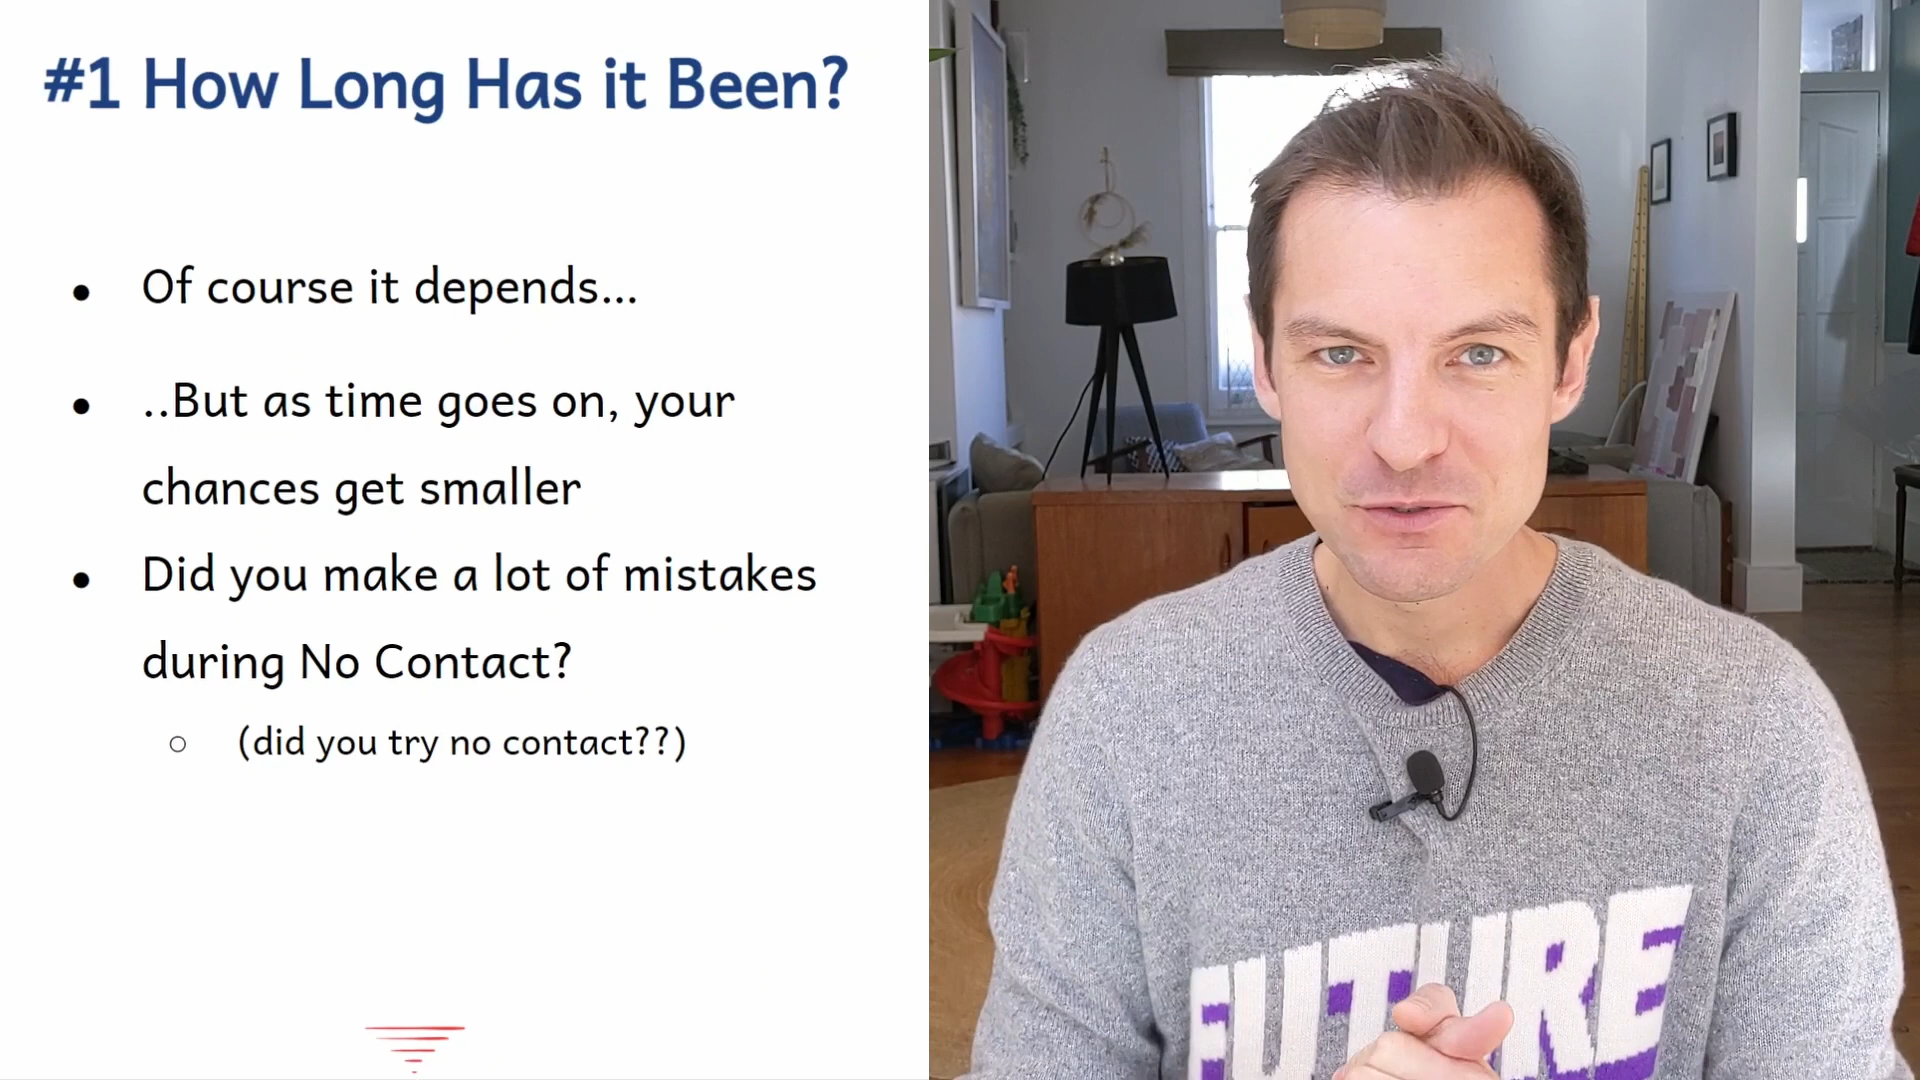 #1 How Long Has it Been?
Of course it depends...
..But as time goes on, your
chances get smaller
Did you make a lot of mistakes
during No Contact?
(did you try no contact??)
FUTURE